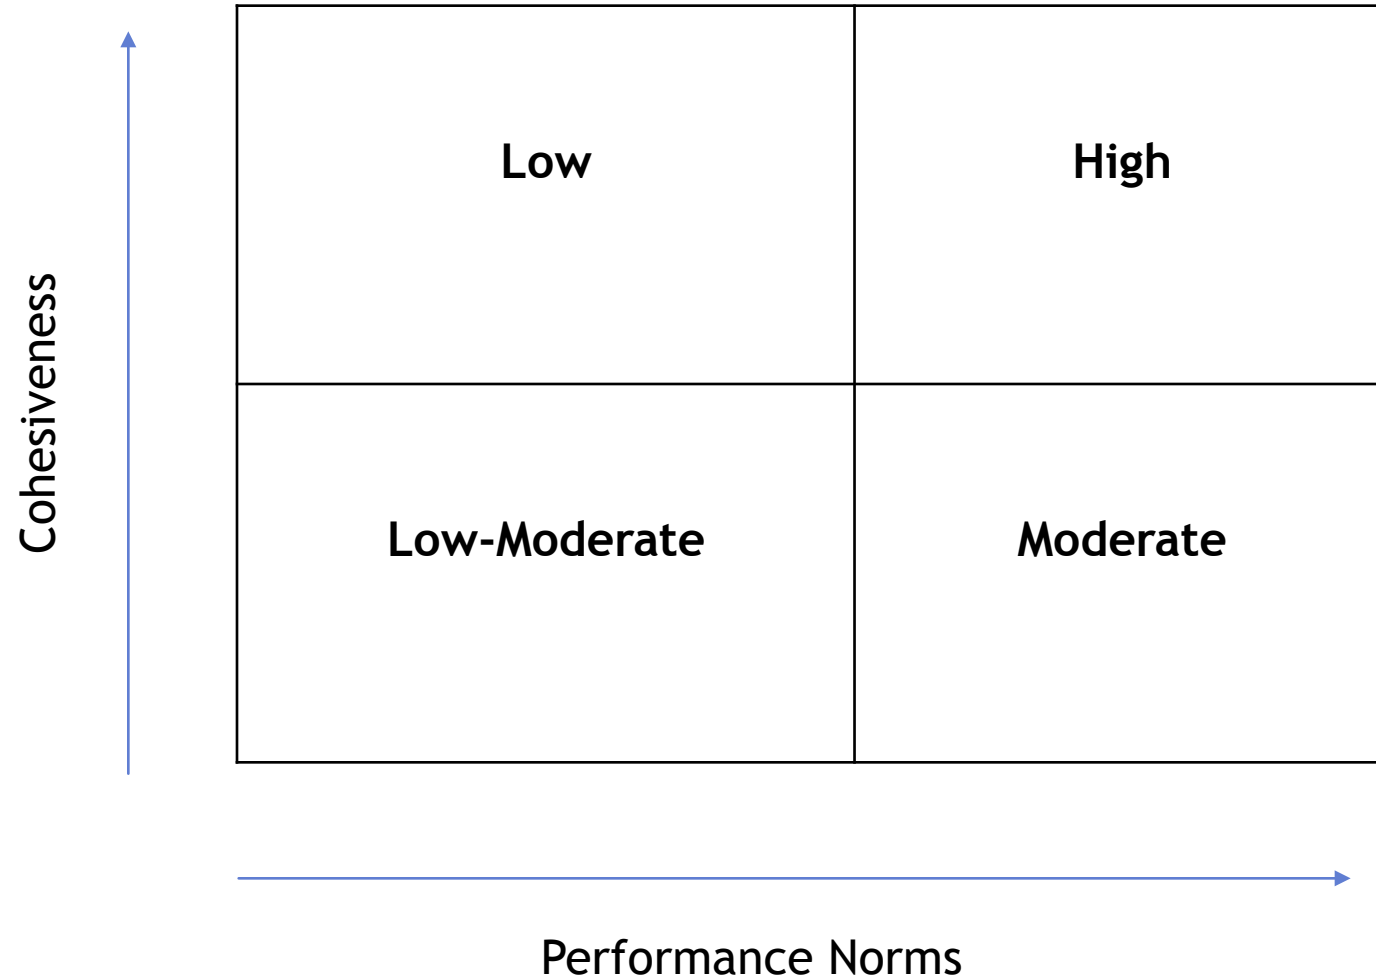 Low
High
Cohesiveness
Low-Moderate
Moderate
Performance Norms